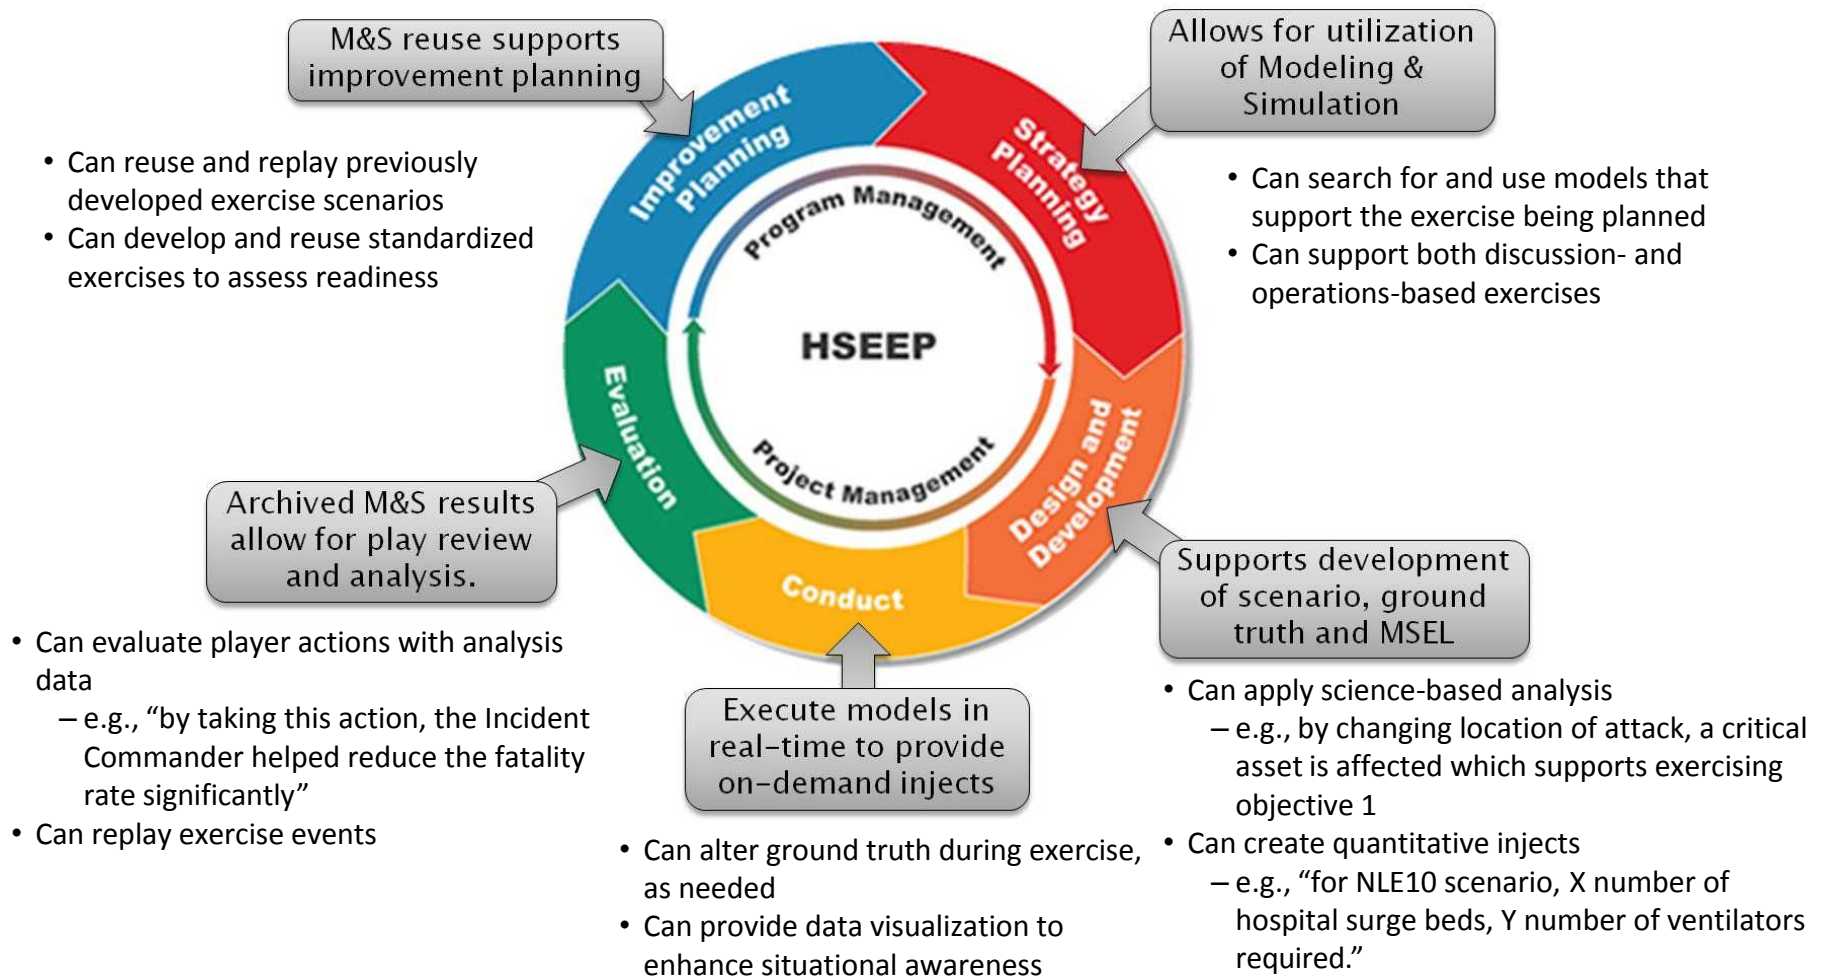 M&S reuse supports
improvement planning
• Can reuse and replay previously
developed exercise scenarios
• Can develop and reuse standardized
exercises to assess readiness
Allows for utilization
of Modeling &
Simulation
• Can search for and use models that
support the exercise being planned
• Can support both discussion- and
operations-based exercises
Improvement
Planning
Strategy
Planning
Program Management
HSEEP
Project Management
Evaluation
Design and
Development
Conduct
Archived M&S results
allow for play review
and analysis.
• Can evaluate player actions with analysis
data
– e.g., “by taking this action, the Incident
Commander helped reduce the fatality
rate significantly”
• Can replay exercise events
Execute models in
real-time to provide
on-demand injects
• Can alter ground truth during exercise,
as needed
• Can provide data visualization to
enhance situational awareness
Supports development
of scenario, ground
truth and MSEL
• Can apply science-based analysis
– e.g., by changing location of attack, a critical
asset is affected which supports exercising
objective 1
• Can create quantitative injects
– e.g., “for NLE10 scenario, X number of
hospital surge beds, Y number of ventilators
required.”